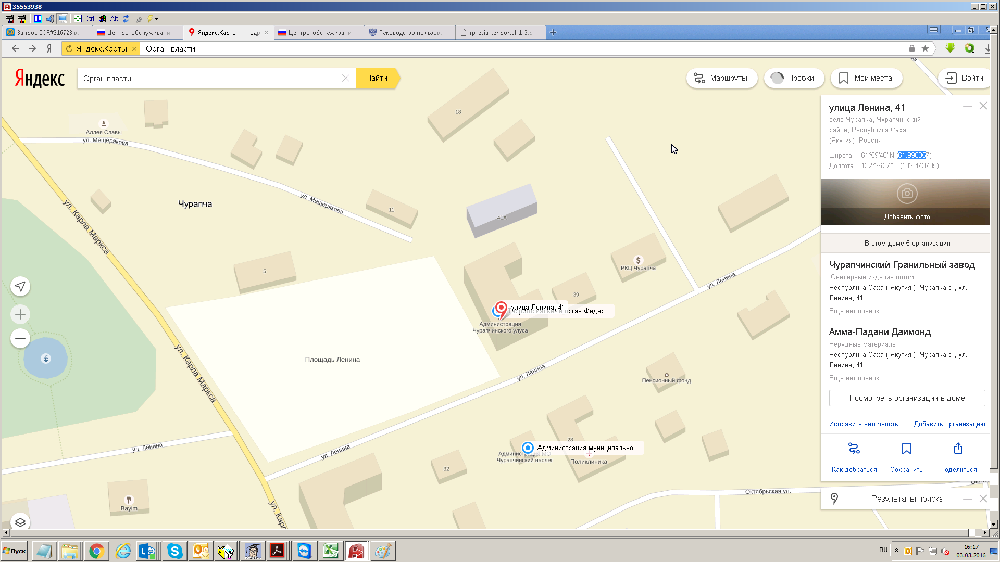 35553938
Ctrl
Alt
Запрос SCR#216723 вы
Центры обслуживани
Яндекс.Карты — подр
Центры обслуживани
Руководство пользова
rp-esia-tehportal-1-2.p
Я
Яндекс.Карты
Орган власти
Яндекс
Орган власти
Найти
Маршруты
Пробки
Мои места
Войти
18
Аллея Славы
ул. Мещерякова
Чурапча
ул. Карла Маркса
ул. Мещерякова
11
41А
5
$
РКЦ Чурапча
ул. Ленина
39
улица Ленина, 41
Территориальный орган Федер...
Администрация
Чурапчинского улуса
Площадь Ленина
ул. Карла Маркса
ул. Ленина
Пенсионный фонд
28
Администрация муниципально...
Администрация МО
Чурапчинский наслег
Поликлиника
ул. Ленина
ул. Ленина
32
Bayim
ул. Карл
Октябрьская ул.
улица Ленина, 41
село Чурапча, Чурапчинский
район, Республика Саха
(Якутия), Россия
Широта 61°59'46"N (61.996057)
Долгота 132°26'37"E (132.443705)
Добавить фото
В этом доме 5 организаций
Чурапчинский Гранильный завод
Ювелирные изделия оптом
Республика Саха ( Якутия ), Чурапча с., ул.
Ленина, 41
Еще нет оценок
Амма-Падани Даймонд
Нерудные материалы
Республика Саха ( Якутия ), Чурапча с., ул.
Ленина, 41
Еще нет оценок
Посмотреть организации в доме
Исправить неточность
Добавить организацию
Как добраться
Сохранить
Поделиться
Результаты поиска
Пуск
RU
16:17
03.03.2016